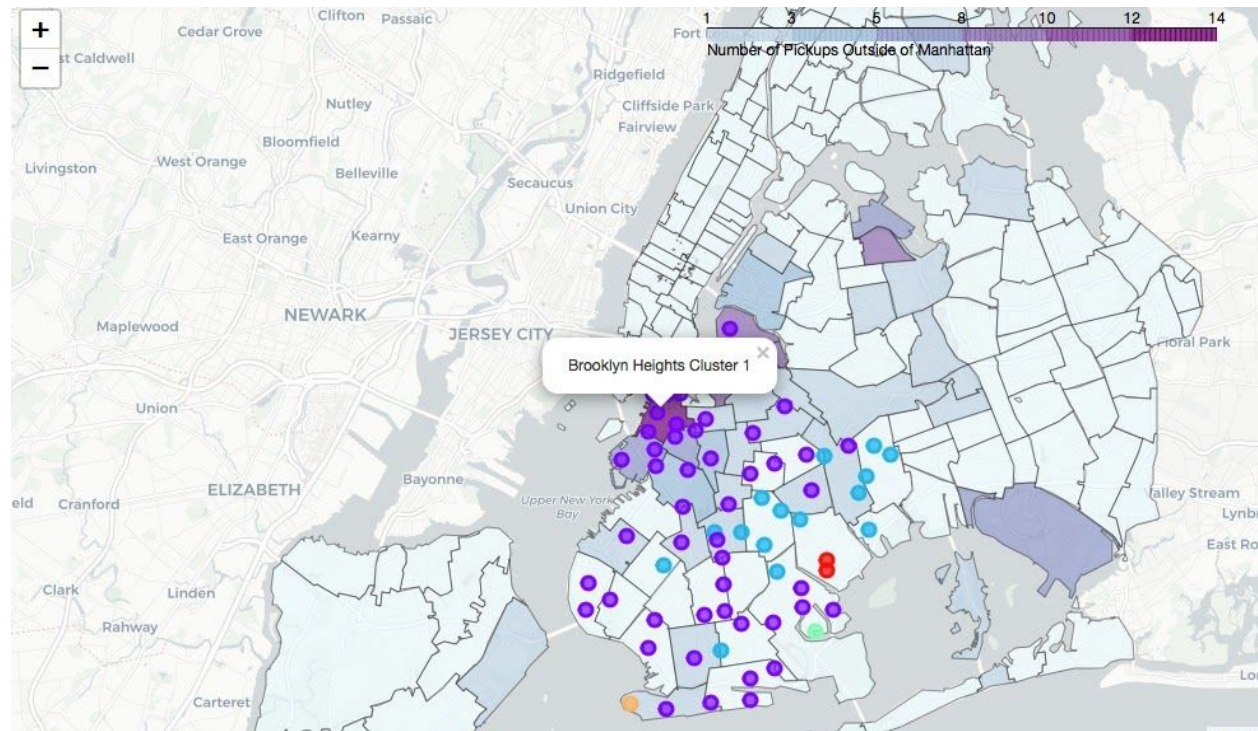 +
−
Clifton
Passaic
Cedar Grove
1 3 5 8 10 12 14
Number of Pickups Outside of Manhattan
Fort
st Caldwell
Ridgefield
Nutley
Cliffside Park
Fairview
Bloomfield
West Orange
Livingston
Belleville
Secaucus
Union City
East Orange
Kearny
NEWARK
Maplewood
JERSEY CITY
Floral Park
Brooklyn Heights Cluster 1
×
Union
ELIZABETH
Bayonne
Cranford
eld
Upper New York
Bay
alley Stream
Lynb
East Ro
Clark
Linden
Rahway
Carteret
Lo